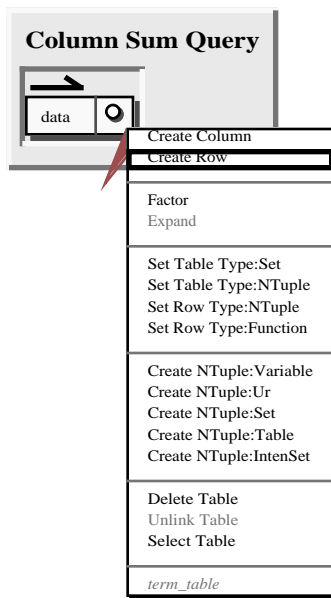 Column Sum Query
data
Create Column
Create Row
Factor
Expand
Set Table Type:Set
Set Table Type:NTuple
Set Row Type:NTuple
Set Row Type:Function
Create NTuple:Variable
Create NTuple:Ur
Create NTuple:Set
Create NTuple:Table
Create NTuple:IntenSet
Delete Table
Unlink Table
Select Table
term_table